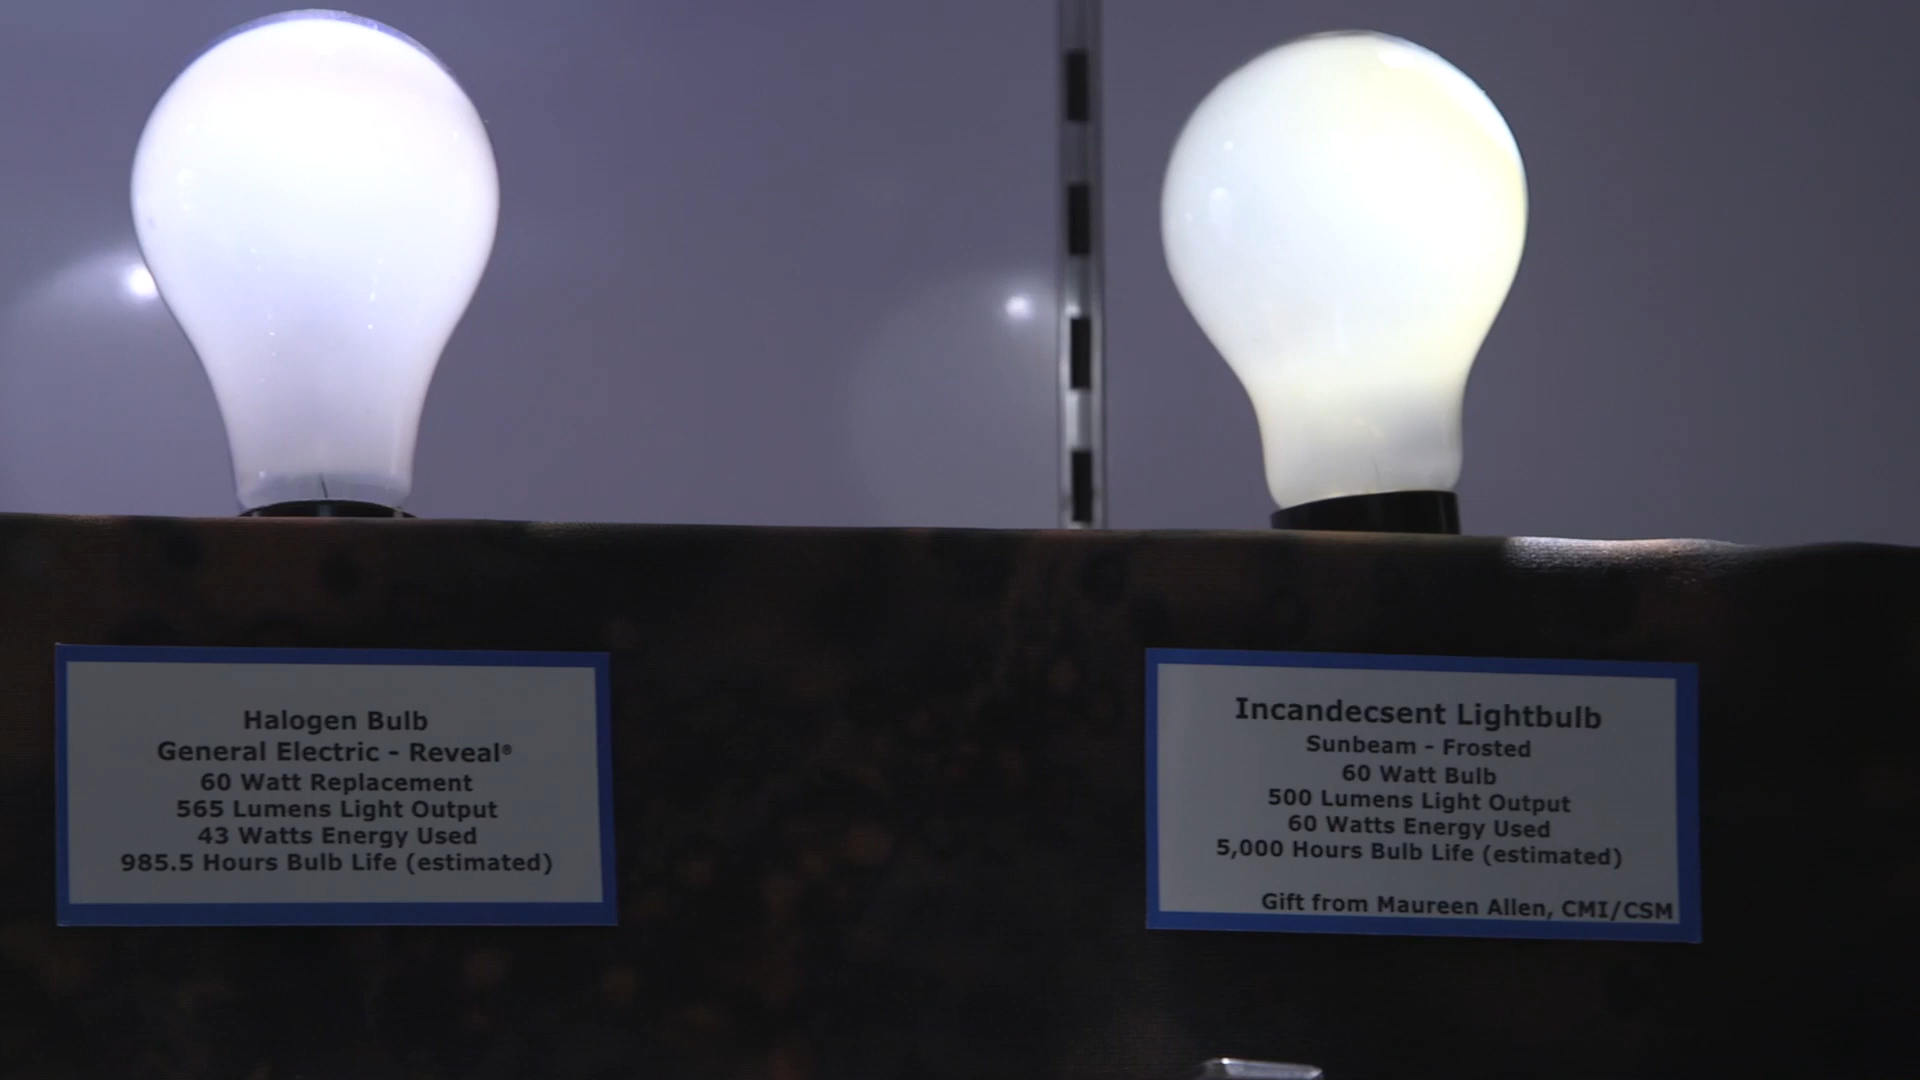 Halogen Bulb
General Electric - Reveal®
60 Watt Replacement
565 Lumens Light Output
43 Watts Energy Used
985.5 Hours Bulb Life (estimated)
Incandecsent Lightbulb
Sunbeam - Frosted
60 Watt Bulb
500 Lumens Light Output
60 Watts Energy Used
5,000 Hours Bulb Life (estimated)
Gift from Maureen Allen, CMI/CSM